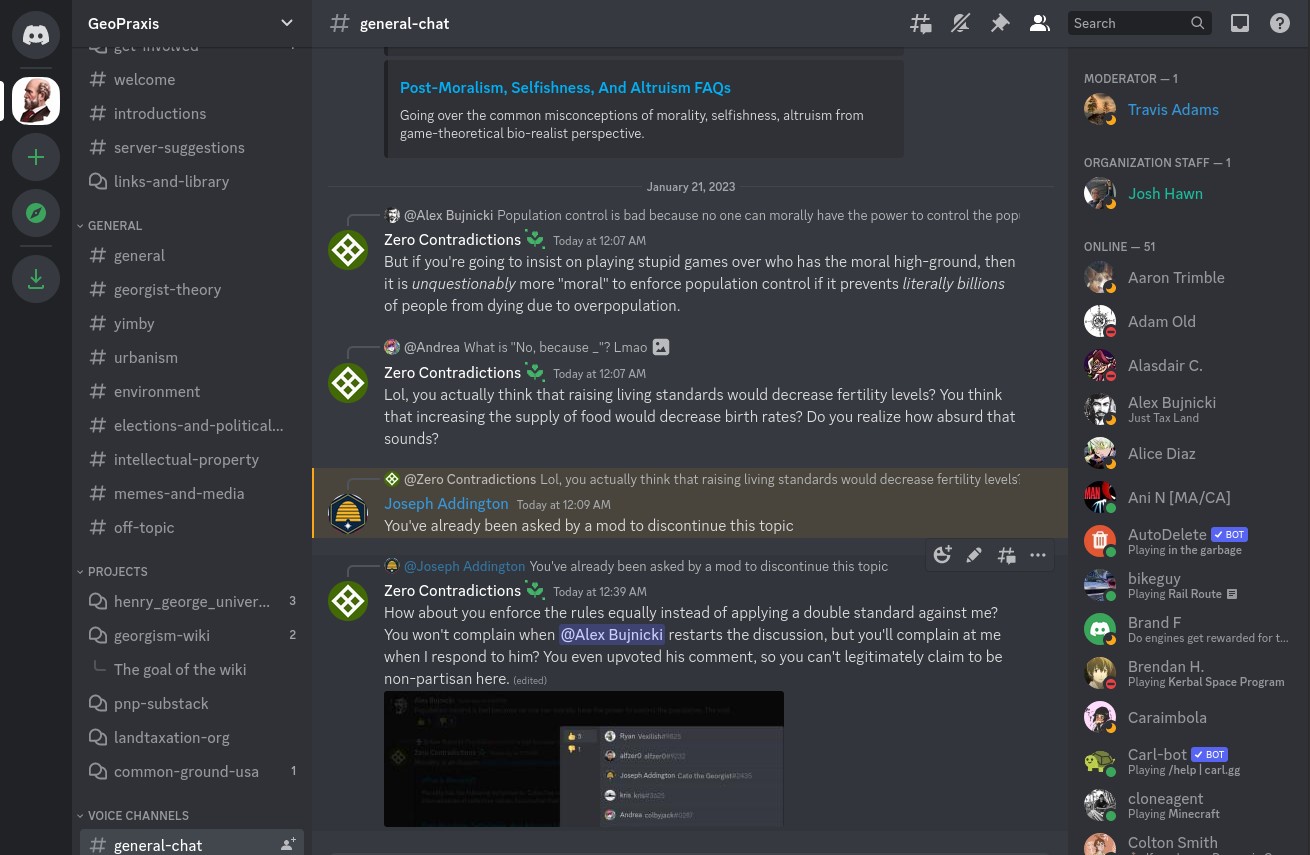 GeoPraxis
get-involved
welcome
introductions
server-suggestions
links-and-library
GENERAL
general
georgist-theory
yimby
urbanism
environment
elections-and-political...
intellectual-property
memes-and-media
off-topic
PROJECTS
henry_george_univer... 3
georgism-wiki 2
The goal of the wiki
pnp-substack
landtaxation-org
common-ground-usa 1
VOICE CHANNELS
general-chat
# general-chat
Search
Post-Moralism, Selfishness, And Altruism FAQs
Going over the common misconceptions of morality, selfishness, altruism from
game-theoretical bio-realist perspective.
January 21, 2023
@Alex Bujnicki Population control is bad because no one can morally have the power to control the
Zero Contradictions Today at 12:07 AM
But if you're going to insist on playing stupid games over who has the moral high-ground, then
it is unquestionably more "moral" to enforce population control if it prevents literally billions
of people from dying due to overpopulation.
@Andrea What is "No, because _"? Lmao
Zero Contradictions Today at 12:07 AM
Lol, you actually think that raising living standards would decrease fertility levels? You think
that increasing the supply of food would decrease birth rates? Do you realize how absurd that
sounds?
@Zero Contradictions Lol, you actually think that raising living standards would decrease fertility levels?
Joseph Addington Today at 12:09 AM
You've already been asked by a mod to discontinue this topic
@Joseph Addington You've already been asked by a mod to discontinue this topic
Zero Contradictions Today at 12:39 AM
How about you enforce the rules equally instead of applying a double standard against me?
You won't complain when @Alex Bujnicki restarts the discussion, but you'll complain at me
when I respond to him? You even upvoted his comment, so you can't legitimately claim to be
non-partisan here. (edited)
Alex Bujnicki
Zero Contradictions
5
1
Ryan Vexilish#9825
alfzer0 alfzer0#9232
Joseph Addington Cato the Georgist#2435
kris kris#3625
Andrea colbyjack#0281
MODERATOR — 1
Travis Adams
ORGANIZATION STAFF — 1
Josh Hawn
ONLINE — 51
Aaron Trimble
Adam Old
Alasdair C.
Alex Bujnicki
Just Tax Land
Alice Diaz
MAN
Ani N [MA/CA]
AutoDelete BOT
Playing in the garbage
bikeguy
Playing Rail Route
Brand F
Do engines get rewarded for t...
Brendan H.
Playing Kerbal Space Program
Caraimbola
Carl-bot BOT
Playing /help | carl.gg
cloneagent
Playing Minecraft
Colton Smith